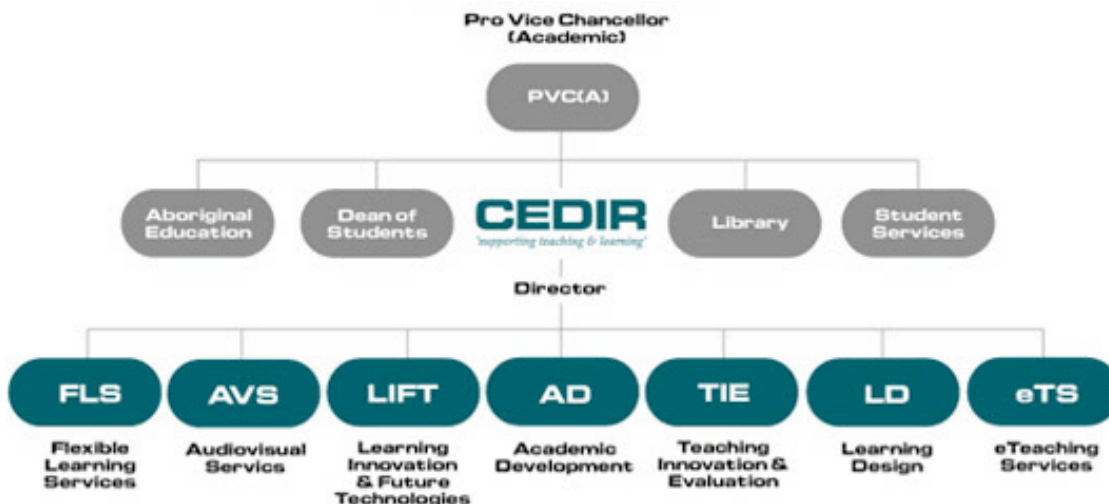 Pro Vice Chancellor
(Academic)
PVC(A)
Aboriginal
Education
Dean of
Students
CEDIR
'supporting teaching & learning'
Library
Student
Services
Director
FLS
AVS
LIFT
AD
TIE
LD
eTS
Flexible
Learning
Services
Audiovisual
Servics
Learning
Innovation
& Future
Technologies
Academic
Development
Teaching
Innovation &
Evaluation
Learning
Design
eTeaching
Services